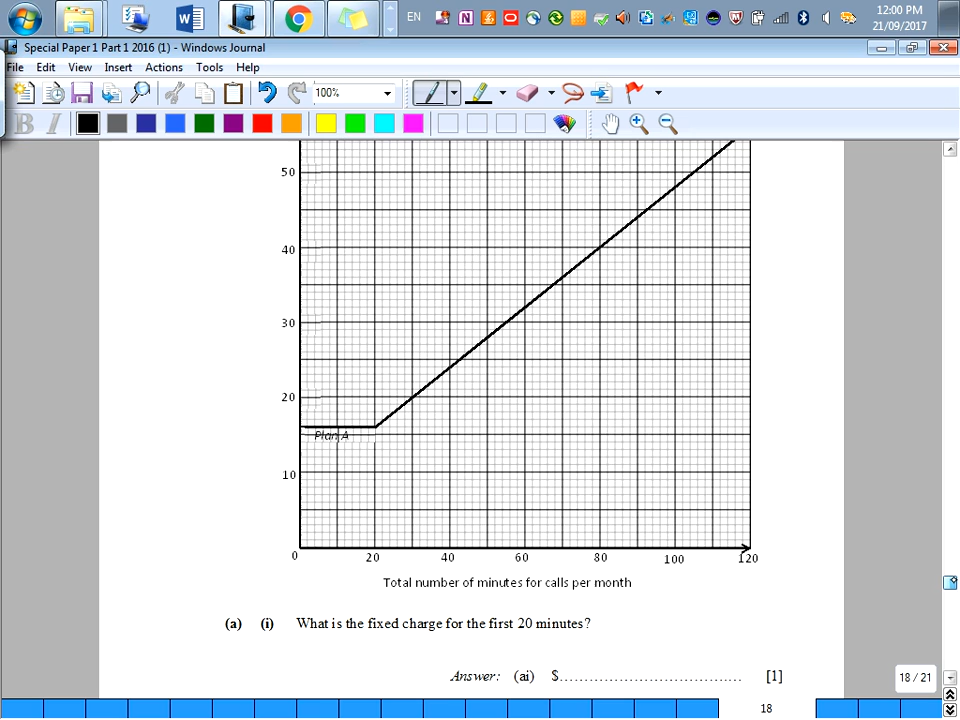 EN
12:00 PM
21/09/2017
Special Paper 1 Part 1 2016 (1) - Windows Journal
File Edit View Insert Actions Tools Help
100%
B I
50
40
30
20
Plan A
10
0 20 40 60 80 100 120
Total number of minutes for calls per month
(a) (i) What is the fixed charge for the first 20 minutes?
Answer: (ai) $..................................... [1]
18 / 21
18